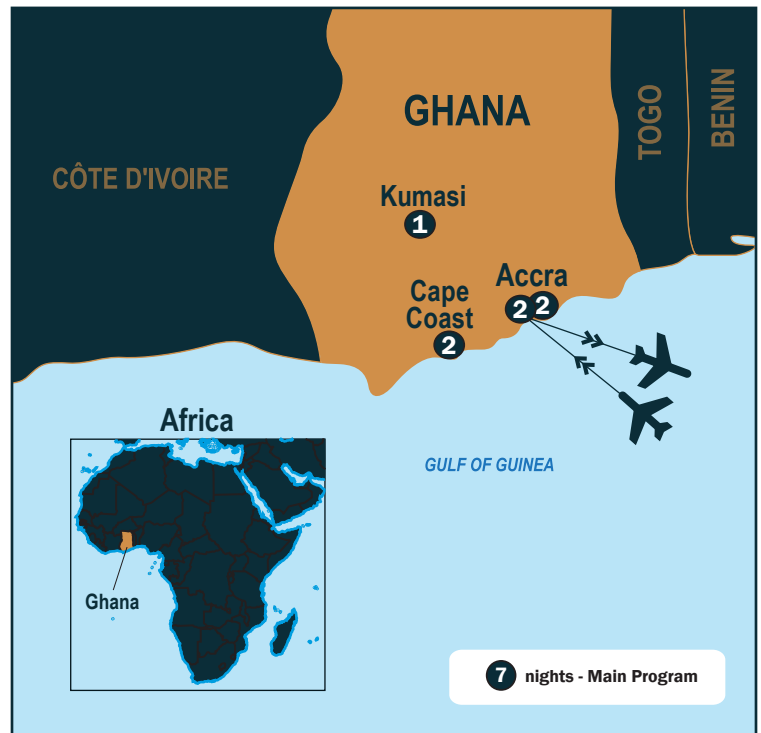 GHANA
TOGO
BENIN
CÔTE D'IVOIRE
Kumasi
1
Accra
2 2
Cape
Coast
2
Africa
GULF OF GUINEA
Ghana
7 nights - Main Program